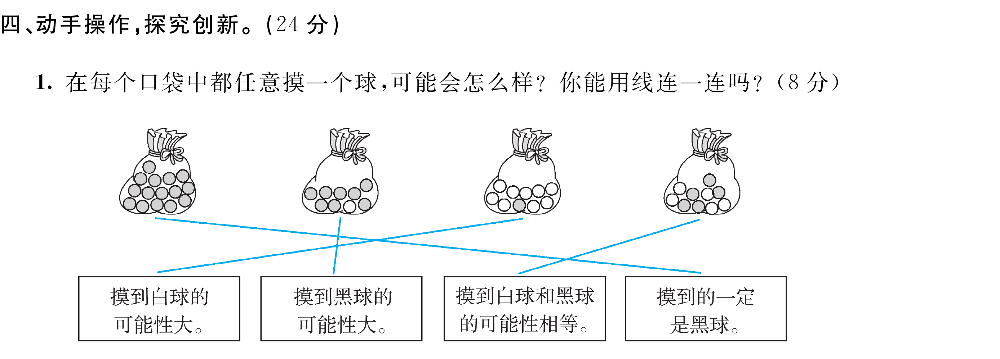 四、动手操作,探究创新。(24 分)
1. 在每个口袋中都任意摸一个球,可能会怎么样? 你能用线连一连吗?(8 分)
摸到白球的
可能性大。
摸到黑球的
可能性大。
摸到白球和黑球
的可能性相等。
摸到的一定
是黑球。